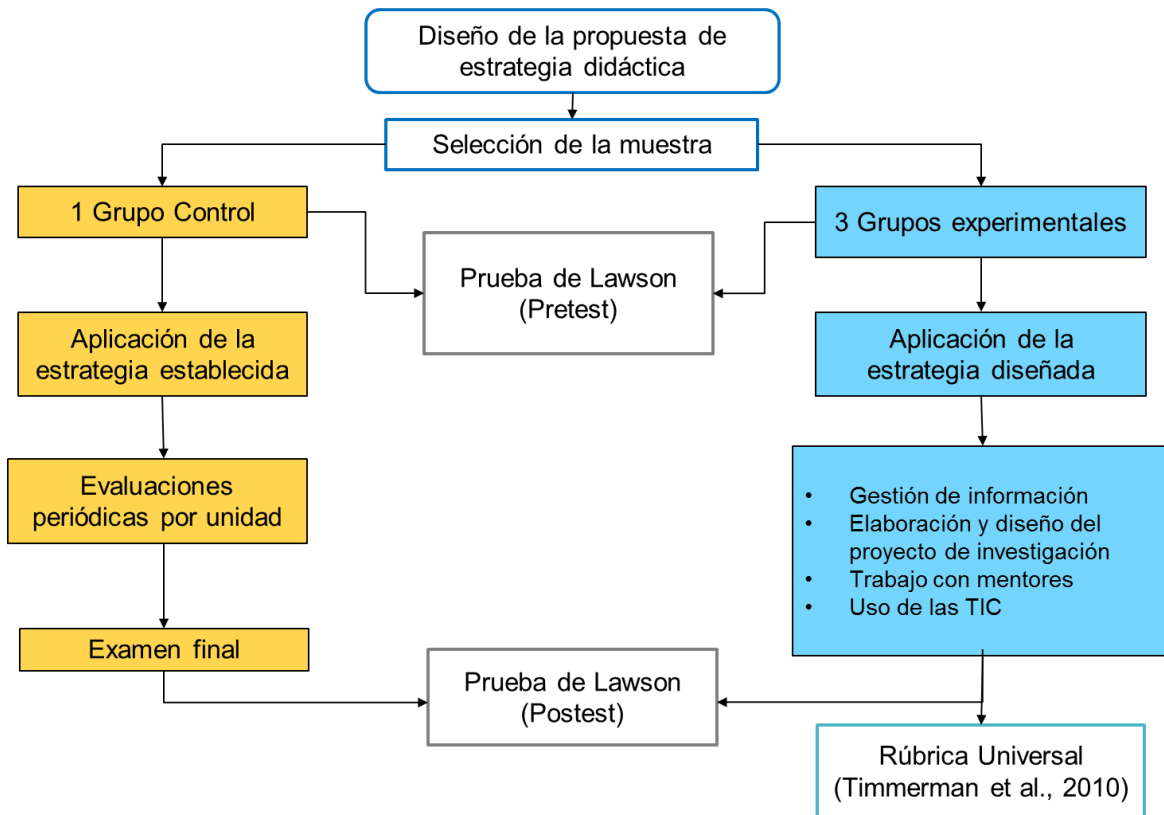 Diseño de la propuesta de
estrategia didáctica
Selección de la muestra
1 Grupo Control
3 Grupos experimentales
Prueba de Lawson
(Pretest)
Aplicación de la
estrategia establecida
Aplicación de la
estrategia diseñada
Evaluaciones
periódicas por unidad
• Gestión de información
• Elaboración y diseño del
proyecto de investigación
• Trabajo con mentores
• Uso de las TIC
Examen final
Prueba de Lawson
(Postest)
Rúbrica Universal
(Timmerman et al., 2010)